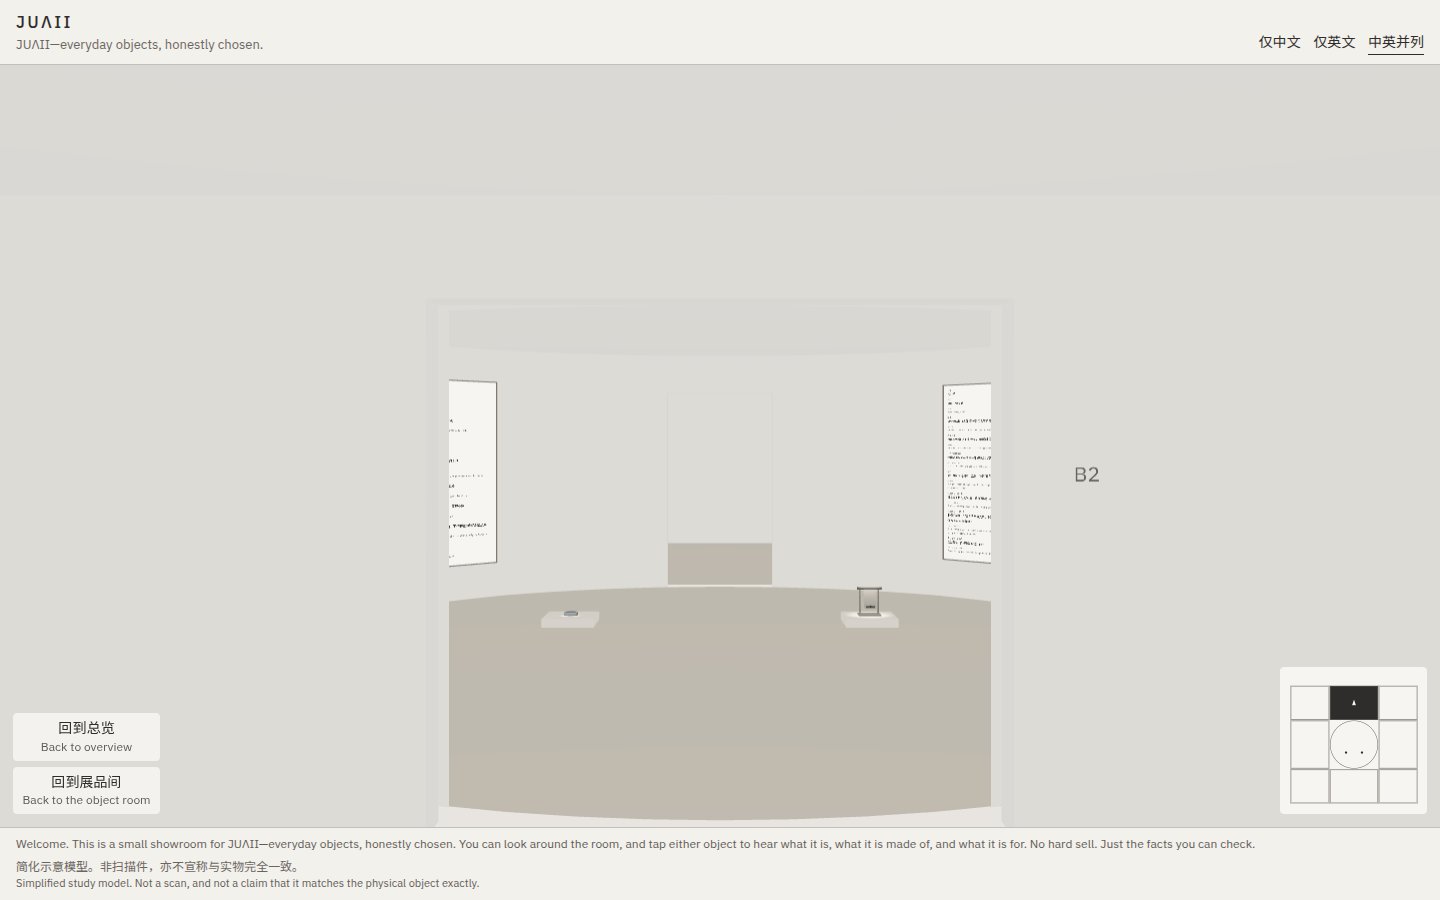 JUΛII
JUΛII—everyday objects, honestly chosen.
仅中文 仅英文 中英并列
B2
回到总览
Back to overview
回到展品间
Back to the object room
Welcome. This is a small showroom for JUΛII—everyday objects, honestly chosen. You can look around the room, and tap either object to hear what it is, what it is made of, and what it is for. No hard sell. Just the facts you can check.
简化示意模型。非扫描件，亦不宣称与实物完全一致。
Simplified study model. Not a scan, and not a claim that it matches the physical object exactly.